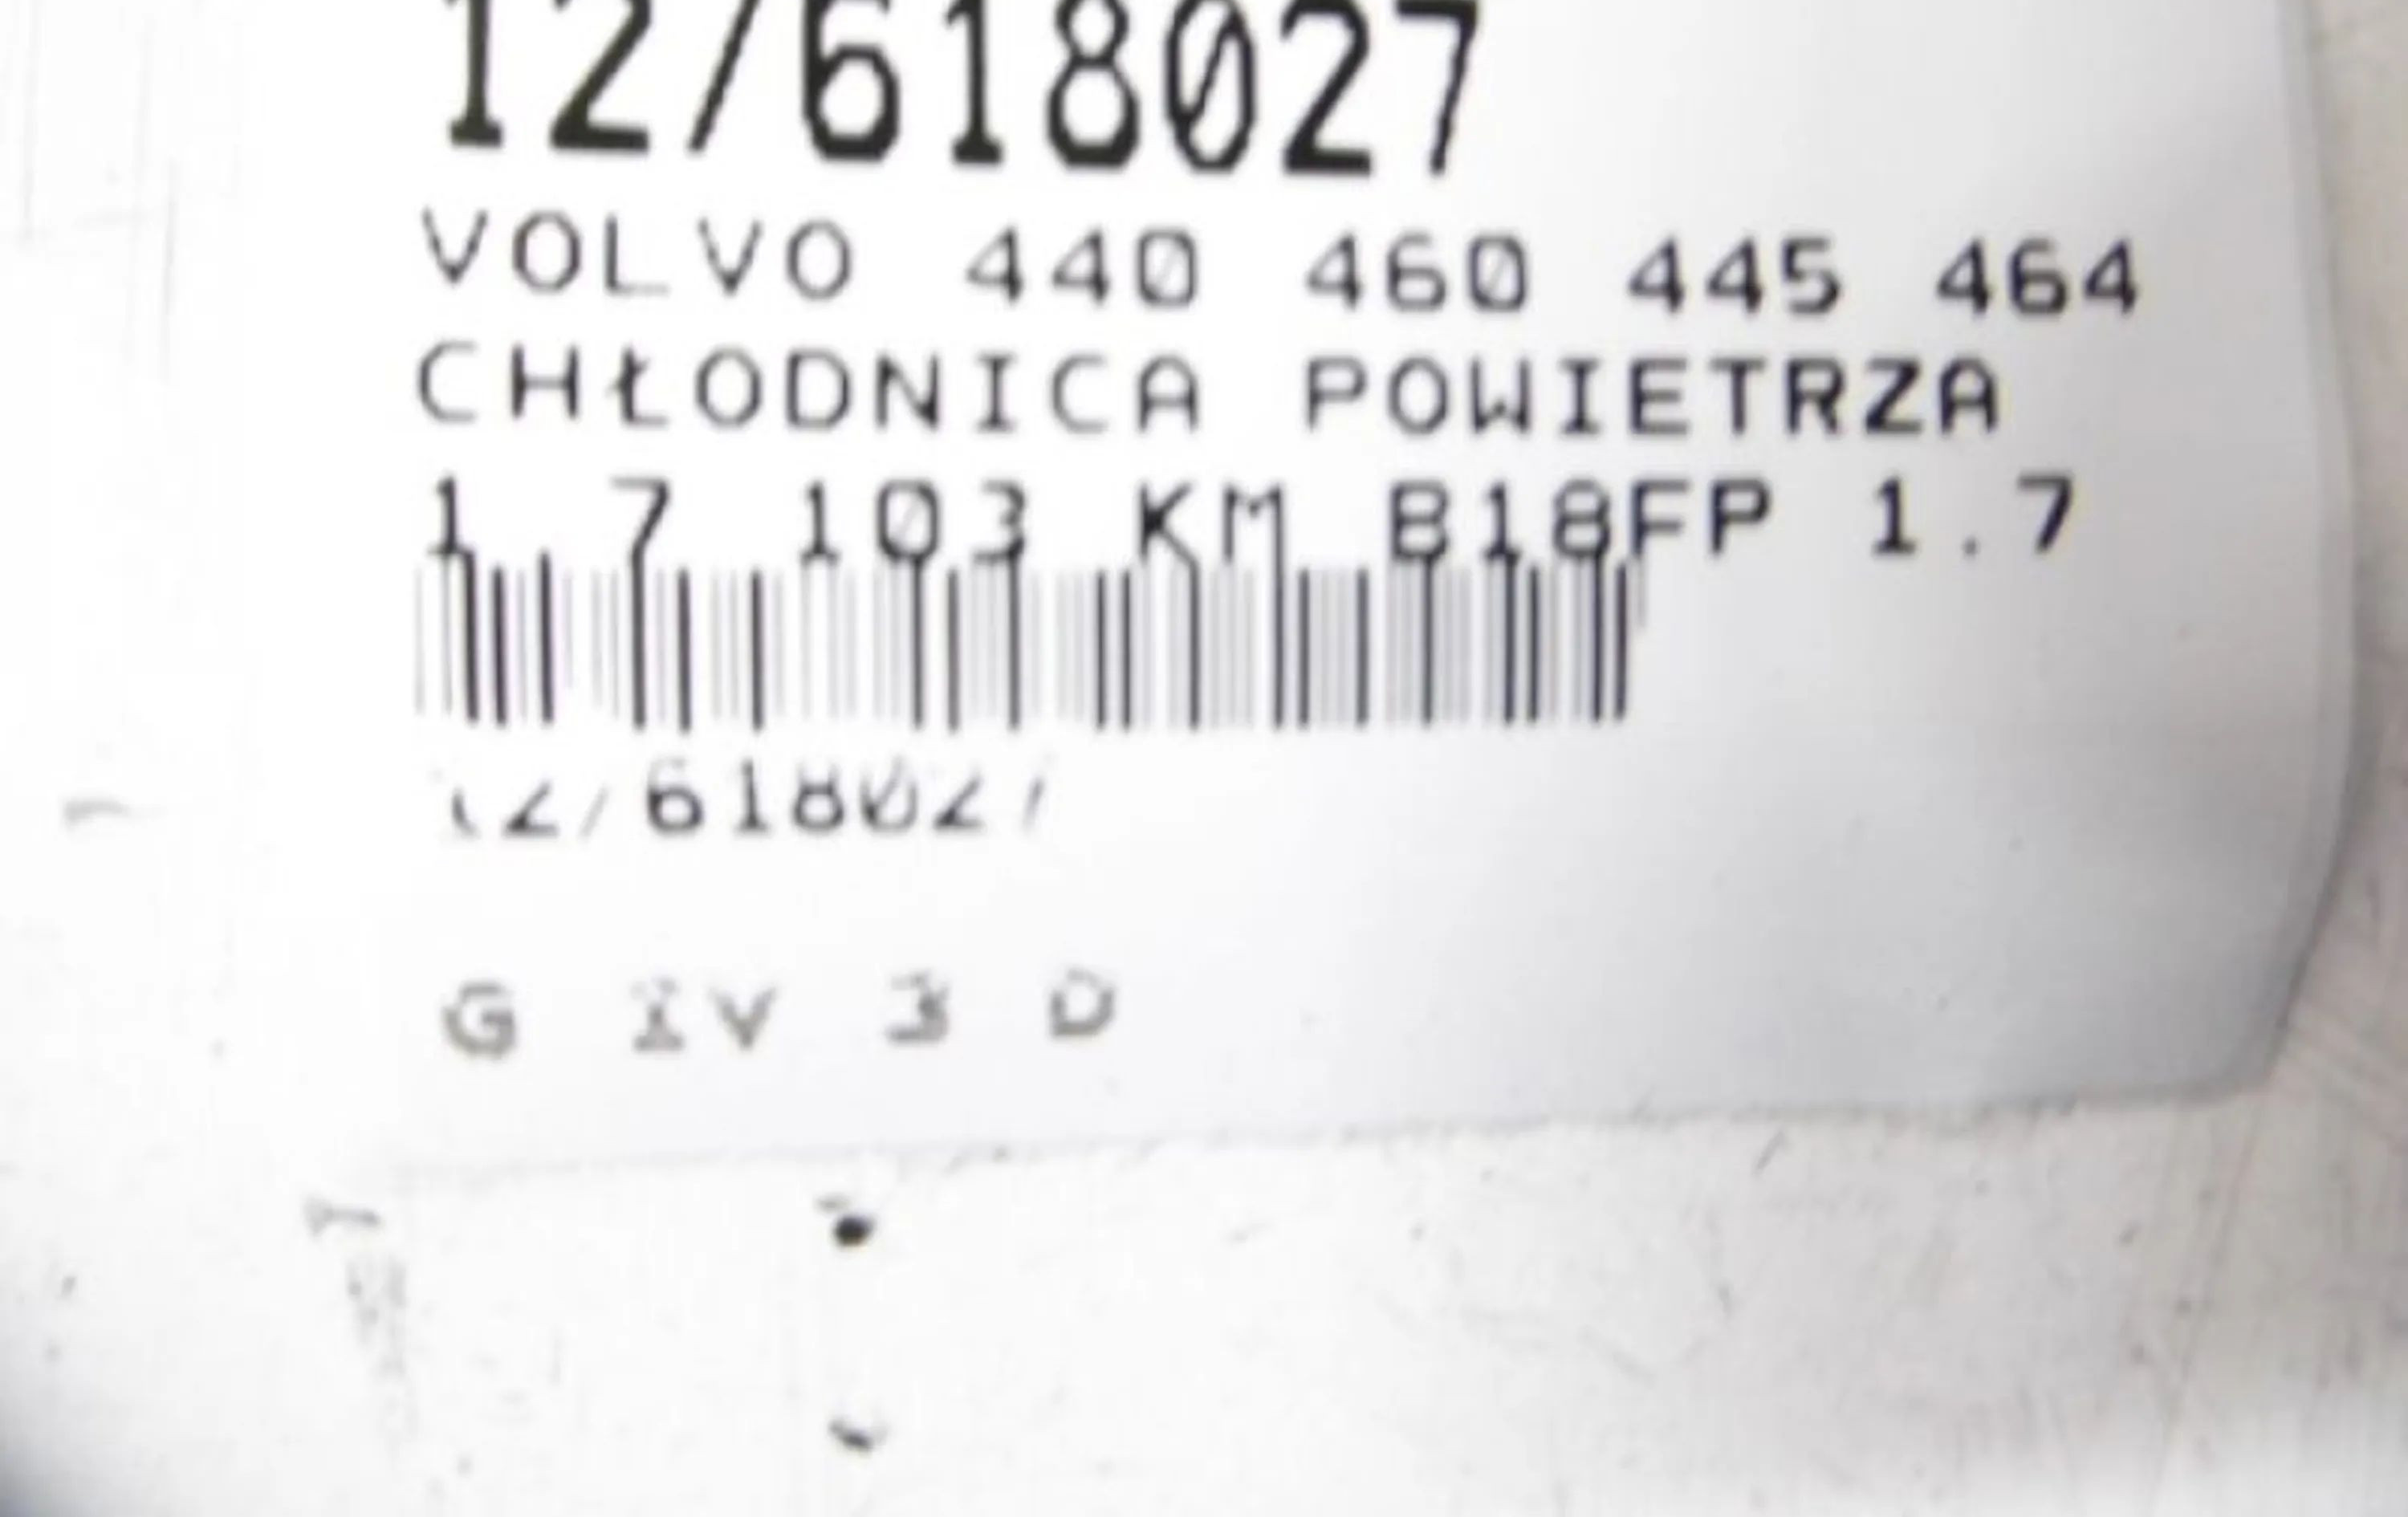 12/618027
VOLVO 440 460 445 464
CHŁODNICA POWIETRZA
1 7 103 KM B18FP 1.7
12/618027
G IV 3 D